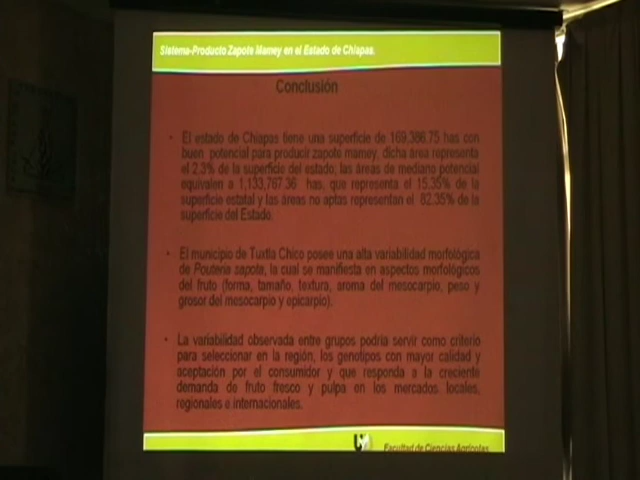 Sistema-Producto Zapote Mamey en el Estado de Chiapas.
Conclusión
• El estado de Chiapas tiene una superficie de 169,386.75 has con
buen potencial para producir zapote mamey, dicha área representa
el 2.3% de la superficie del estado, las áreas de mediano potencial
equivalen a 1,133,787.36 has, que representa el 15.35% de la
superficie estatal y las áreas no aptas representan el 82.35% de la
superficie del Estado.
• El municipio de Tuxtla Chico posee una alta variabilidad morfológica
de Pouteria sapota, la cual se manifiesta en aspectos morfológicos
del fruto (forma, tamaño, textura, aroma del mesocarpio, peso y
grosor del mesocarpio y epicarpio).
• La variabilidad observada entre grupos podría servir como criterio
para seleccionar en la región, los genotipos con mayor calidad y
aceptación por el consumidor y que responda a la creciente
demanda de fruto fresco y pulpa en los mercados locales,
regionales e internacionales.
Facultad de Ciencias Agrícolas